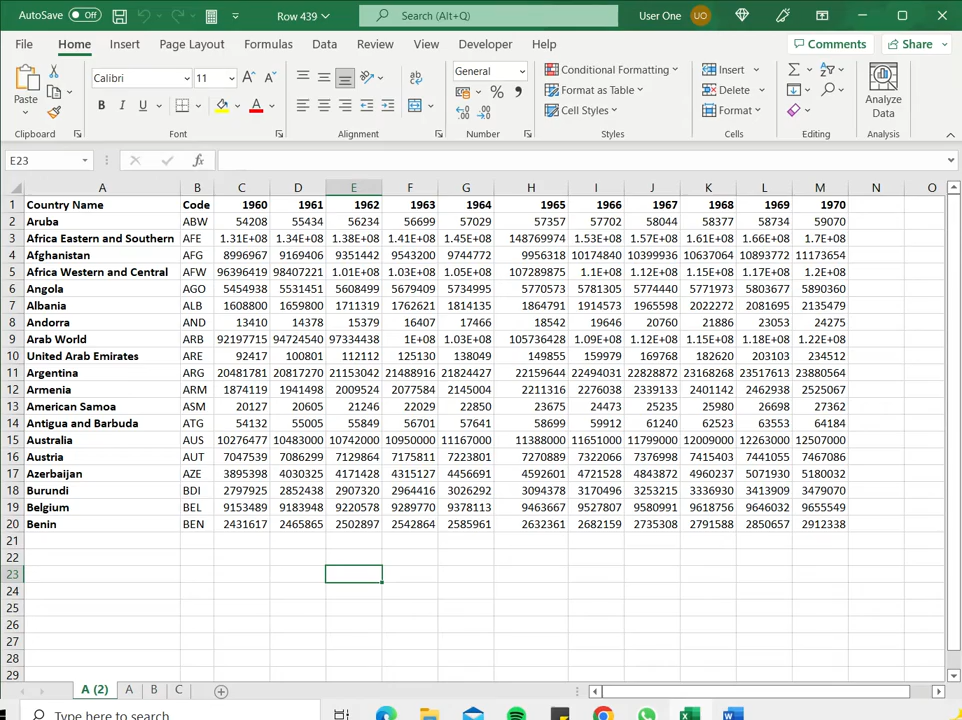 AutoSave Off Row 439 Search (Alt+Q) User One UO
File Home Insert Page Layout Formulas Data Review View Developer Help Comments Share
Calibri 11 General Conditional Formatting Insert
Paste Format as Table Delete Analyze
Cell Styles Format Data
Clipboard Font Alignment Number Styles Cells Editing Analysis
E23 fx
A B C D E F G H I J K L M N O
1 Country Name Code 1960 1961 1962 1963 1964 1965 1966 1967 1968 1969 1970
2 Aruba ABW 54208 55434 56234 56699 57029 57357 57702 58044 58377 58734 59070
3 Africa Eastern and Southern AFE 1.31E+08 1.34E+08 1.38E+08 1.41E+08 1.45E+08 148769974 1.53E+08 1.57E+08 1.61E+08 1.66E+08 1.7E+08
4 Afghanistan AFG 8996967 9169406 9351442 9543200 9744772 9956318 10174840 10399936 10637064 10893772 11173654
5 Africa Western and Central AFW 96396419 98407221 1.01E+08 1.03E+08 1.05E+08 107289875 1.1E+08 1.12E+08 1.15E+08 1.17E+08 1.2E+08
6 Angola AGO 5454938 5531451 5608499 5679409 5734995 5770573 5781305 5774440 5771973 5803677 5890360
7 Albania ALB 1608800 1659800 1711319 1762621 1814135 1864791 1914573 1965598 2022272 2081695 2135479
8 Andorra AND 13410 14378 15379 16407 17466 18542 19646 20760 21886 23053 24275
9 Arab World ARB 92197715 94724540 97334438 1E+08 1.03E+08 105736428 1.09E+08 1.12E+08 1.15E+08 1.18E+08 1.22E+08
10 United Arab Emirates ARE 92417 100801 112112 125130 138049 149855 159979 169768 182620 203103 234512
11 Argentina ARG 20481781 20817270 21153042 21488916 21824427 22159644 22494031 22828872 23168268 23517613 23880564
12 Armenia ARM 1874119 1941498 2009524 2077584 2145004 2211316 2276038 2339133 2401142 2462938 2525067
13 American Samoa ASM 20127 20605 21246 22029 22850 23675 24473 25235 25980 26698 27362
14 Antigua and Barbuda ATG 54132 55005 55849 56701 57641 58699 59912 61240 62523 63553 64184
15 Australia AUS 10276477 10483000 10742000 10950000 11167000 11388000 11651000 11799000 12009000 12263000 12507000
16 Austria AUT 7047539 7086299 7129864 7175811 7223801 7270889 7322066 7376998 7415403 7441055 7467086
17 Azerbaijan AZE 3895398 4030325 4171428 4315127 4456691 4592601 4721528 4843872 4960237 5071930 5180032
18 Burundi BDI 2797925 2852438 2907320 2964416 3026292 3094378 3170496 3253215 3336930 3413909 3479070
19 Belgium BEL 9153489 9183948 9220578 9289770 9378113 9463667 9527807 9580991 9618756 9646032 9655549
20 Benin BEN 2431617 2465865 2502897 2542864 2585961 2632361 2682159 2735308 2791588 2850657 2912338
21
22
23
24
25
26
27
28
29
A (2) A B C
Type here to search